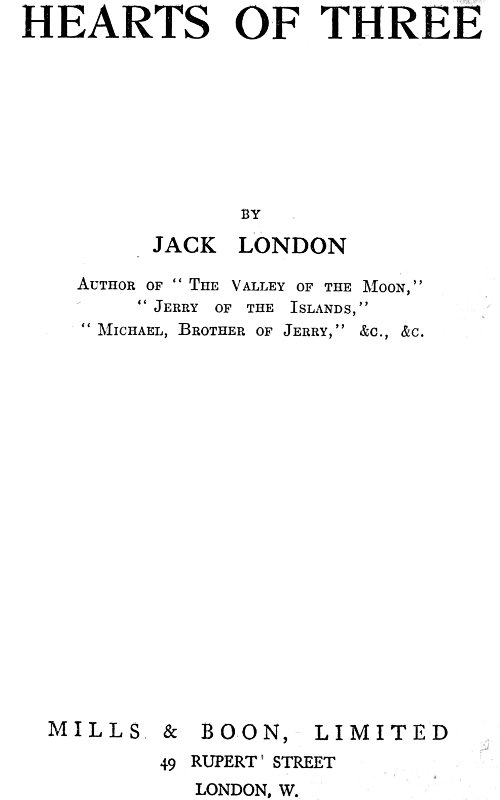 HEARTS OF THREE
BY
JACK LONDON
AUTHOR OF "THE VALLEY OF THE MOON,"
"JERRY OF THE ISLANDS,"
"MICHAEL, BROTHER OF JERRY," &C., &C.
MILLS & BOON, LIMITED
49 RUPERT STREET
LONDON, W.